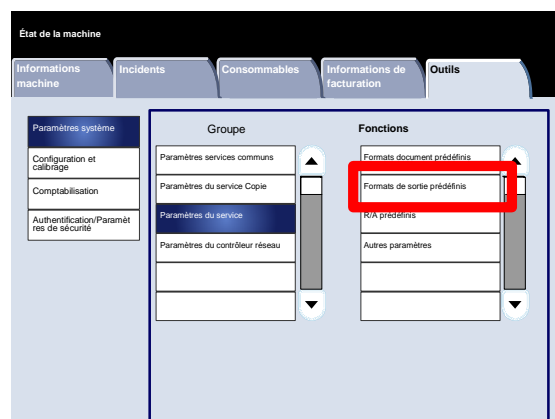 État de la machine
Informations
machine
Incidents
Consommables
Informations de
facturation
Outils
Paramètres système
Configuration et
calibrage
Comptabilisation
Authentification/Paramèt
res de sécurité
Groupe
Paramètres services communs
Paramètres du service Copie
Paramètres du service
Paramètres du contrôleur réseau
Fonctions
Formats document prédéfinis
Formats de sortie prédéfinis
R/A prédéfinis
Autres paramètres